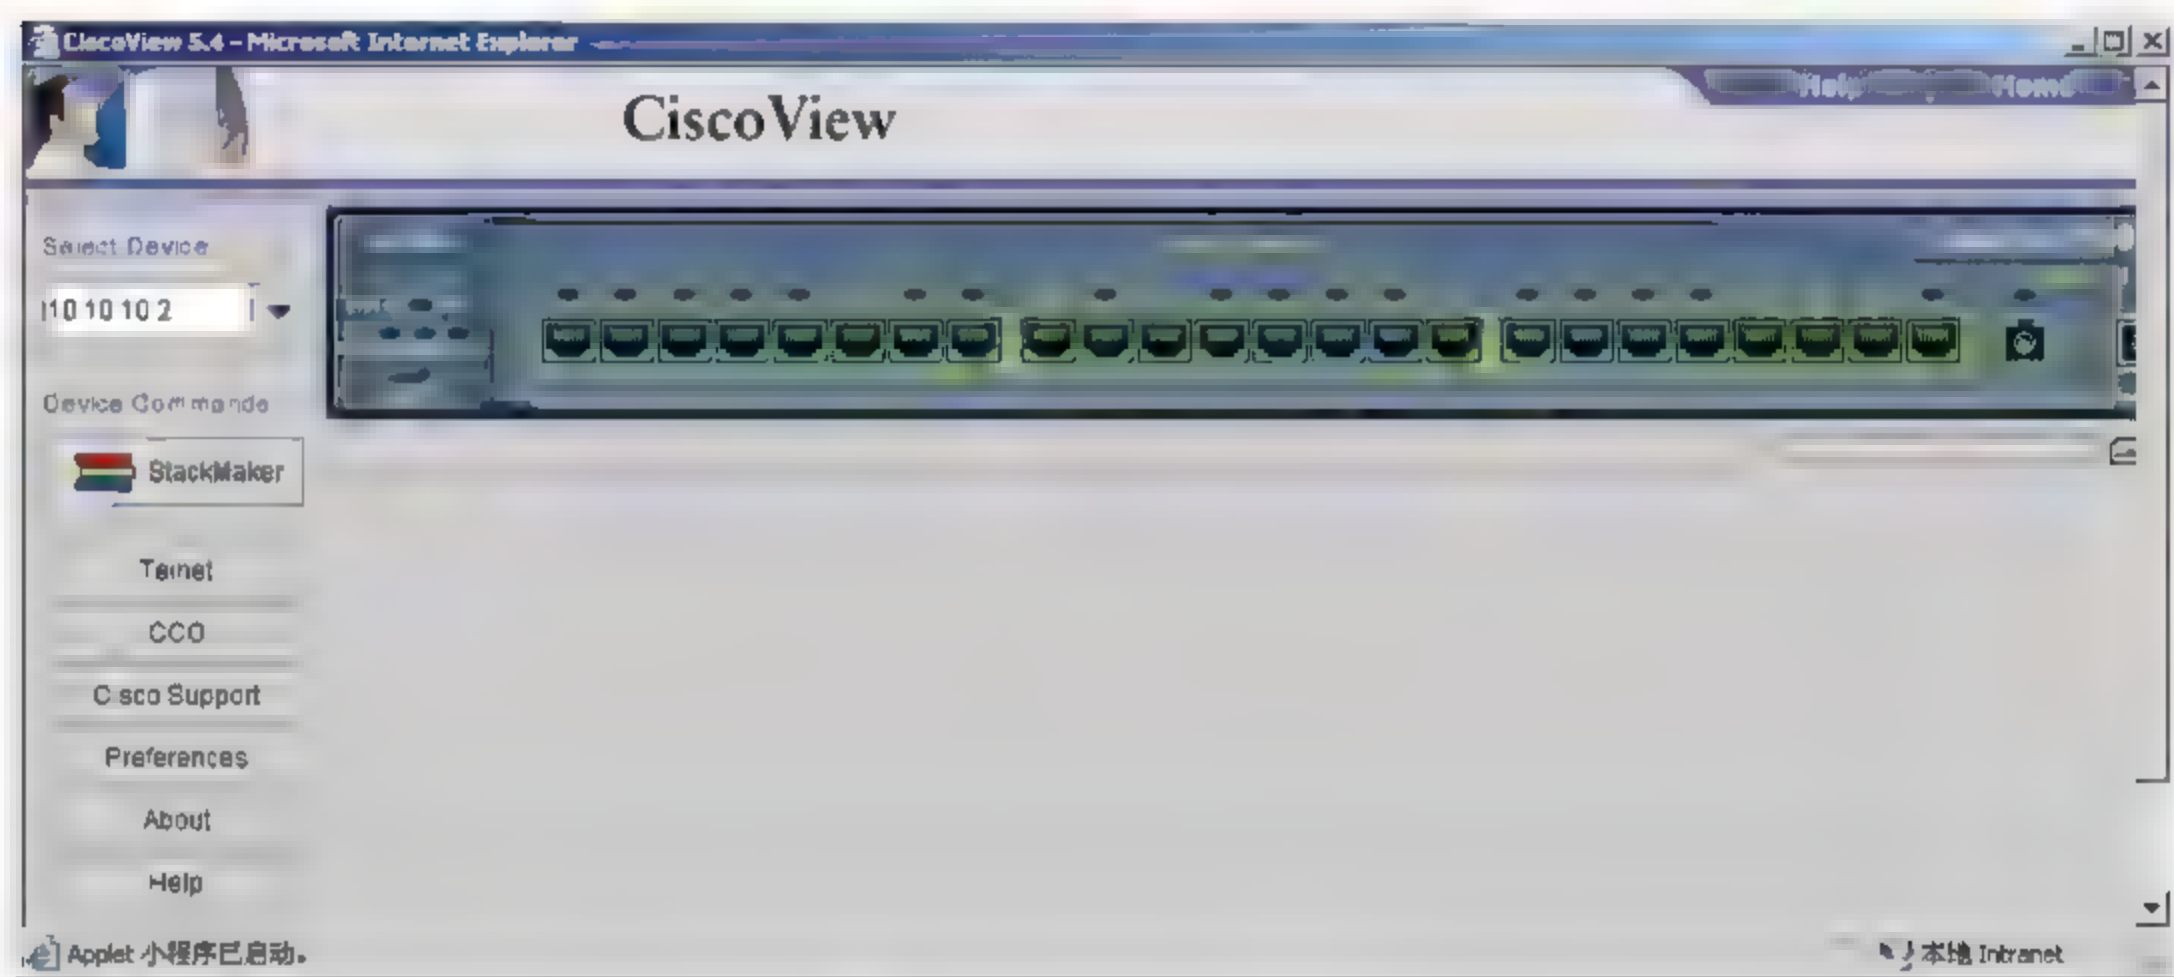 CiscoView 5.4 - Microsoft Internet Explorer
Help Home
CiscoView
Select Device
10 10 10 2
Device Commands
StackMaker
Telnet
CCO
Cisco Support
Preferences
About
Help
Applet 小程序已启动。
本地 Intranet